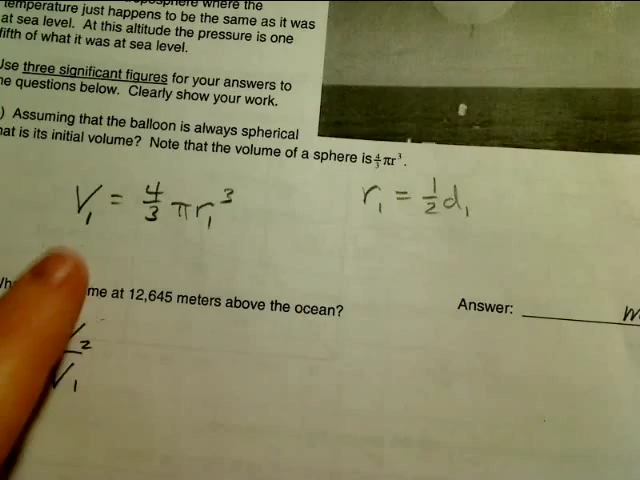 temperature just happens to be the same as it was
at sea level. At this altitude the pressure is one
fifth of what it was at sea level.
Use three significant figures for your answers to
he questions below. Clearly show your work.
) Assuming that the balloon is always spherical
hat is its initial volume? Note that the volume of a sphere is 4/3 πr³.
V₁ = 4/3 πr₁³
r₁ = 1/2 d₁
me at 12,645 meters above the ocean?
Answer:
V₁